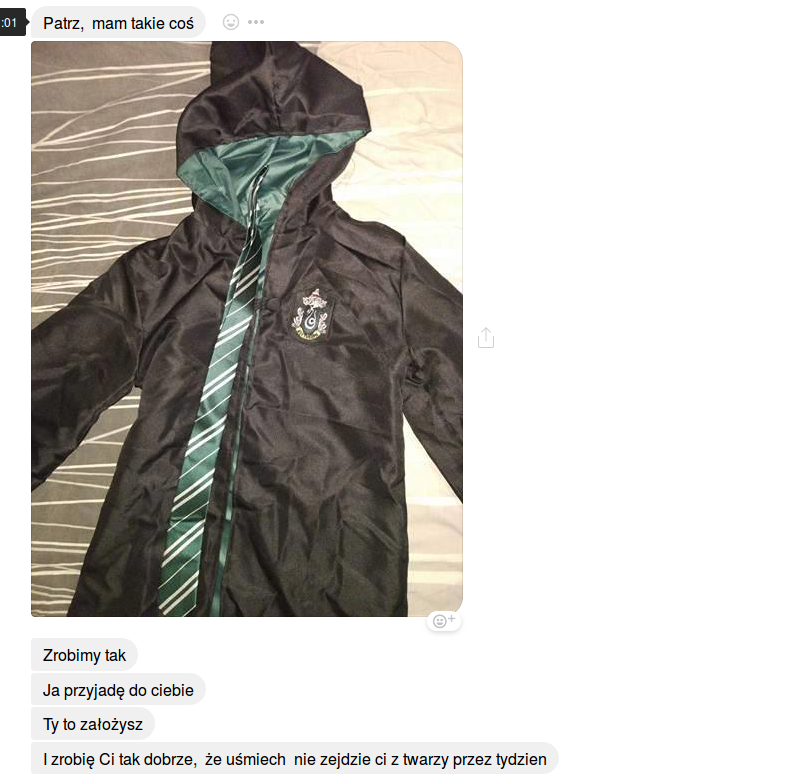 :01
Patrz, mam takie coś
Zrobimy tak
Ja przyjadę do ciebie
Ty to założysz
I zrobię Ci tak dobrze, że uśmiech nie zejdzie ci z twarzy przez tydzien